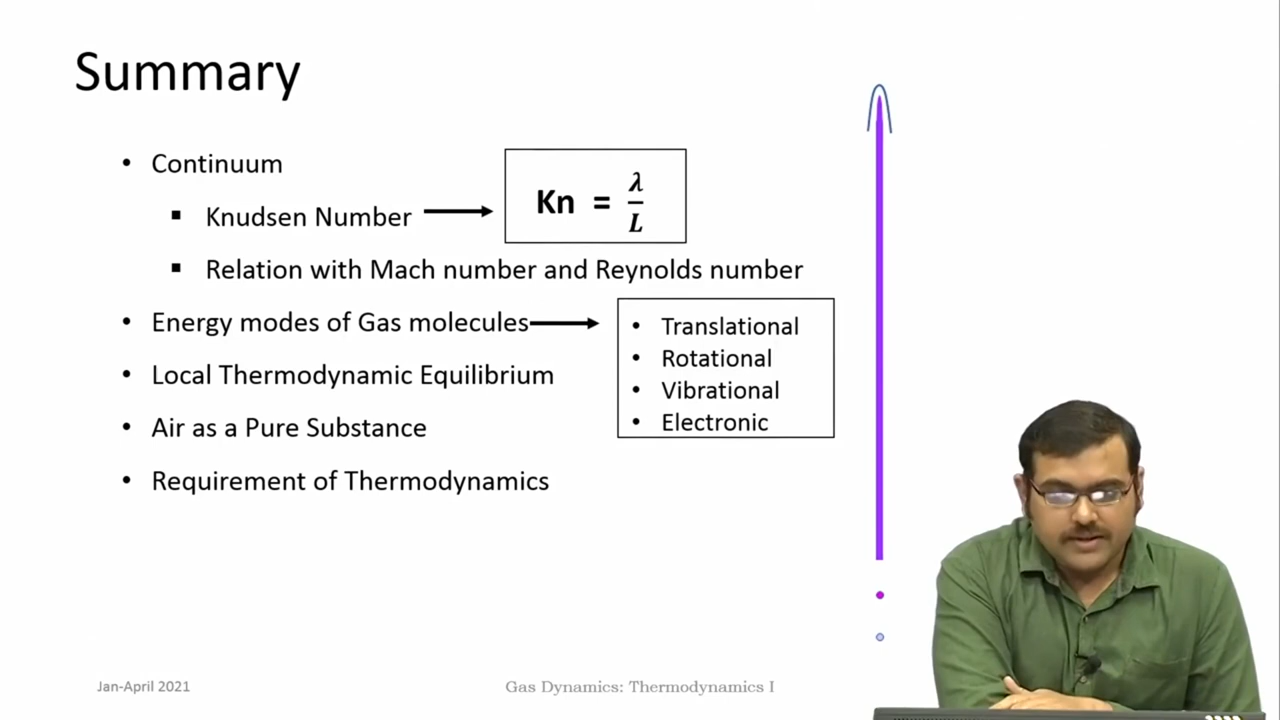 Summary
• Continuum
▪ Knudsen Number
Kn = λ/L
▪ Relation with Mach number and Reynolds number
• Energy modes of Gas molecules
• Translational
• Rotational
• Vibrational
• Electronic
• Local Thermodynamic Equilibrium
• Air as a Pure Substance
• Requirement of Thermodynamics
Jan-April 2021
Gas Dynamics: Thermodynamics I